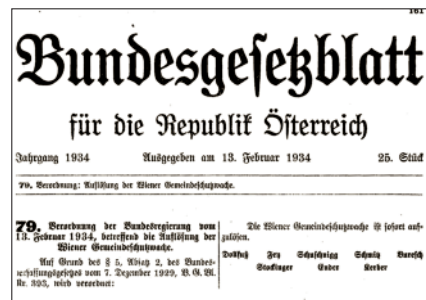 161
Bundesgesetzblatt
für die Republik Österreich
Jahrgang 1934 Ausgegeben am 13. Februar 1934 25. Stück
79. Verordnung: Auflösung der Wiener Gemeindeschutzwache.
79. Verordnung der Bundesregierung vom
13. Februar 1934, betreffend die Auflösung der
Wiener Gemeindeschutzwache.
Auf Grund des § 5, Absatz 2, des Bundes-
verfassungsgesetzes vom 7. Dezember 1929, B. G. Bl.
Nr. 393, wird verordnet:
Die Wiener Gemeindeschutzwache ist sofort auf-
zulösen.
Dollfuß Fey Schuschnigg Schmitz Buresch
Stockinger Ender Kerber